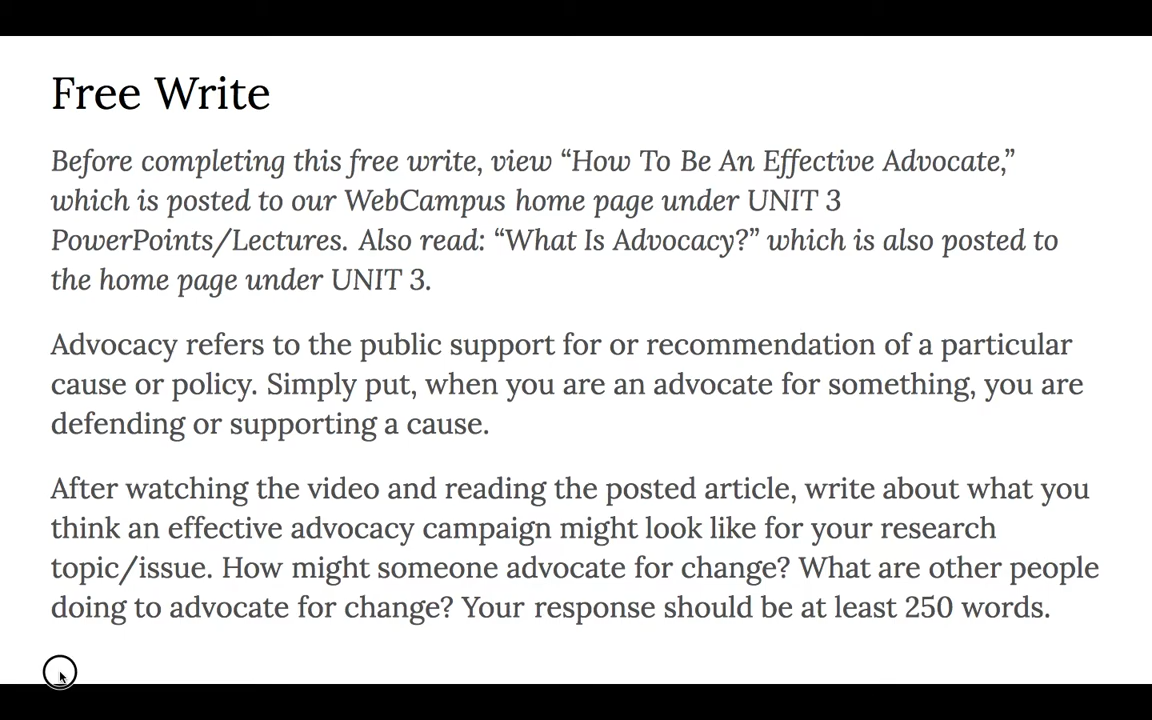 Free Write
Before completing this free write, view “How To Be An Effective Advocate,”
which is posted to our WebCampus home page under UNIT 3
PowerPoints/Lectures. Also read: “What Is Advocacy?” which is also posted to
the home page under UNIT 3.
Advocacy refers to the public support for or recommendation of a particular
cause or policy. Simply put, when you are an advocate for something, you are
defending or supporting a cause.
After watching the video and reading the posted article, write about what you
think an effective advocacy campaign might look like for your research
topic/issue. How might someone advocate for change? What are other people
doing to advocate for change? Your response should be at least 250 words.